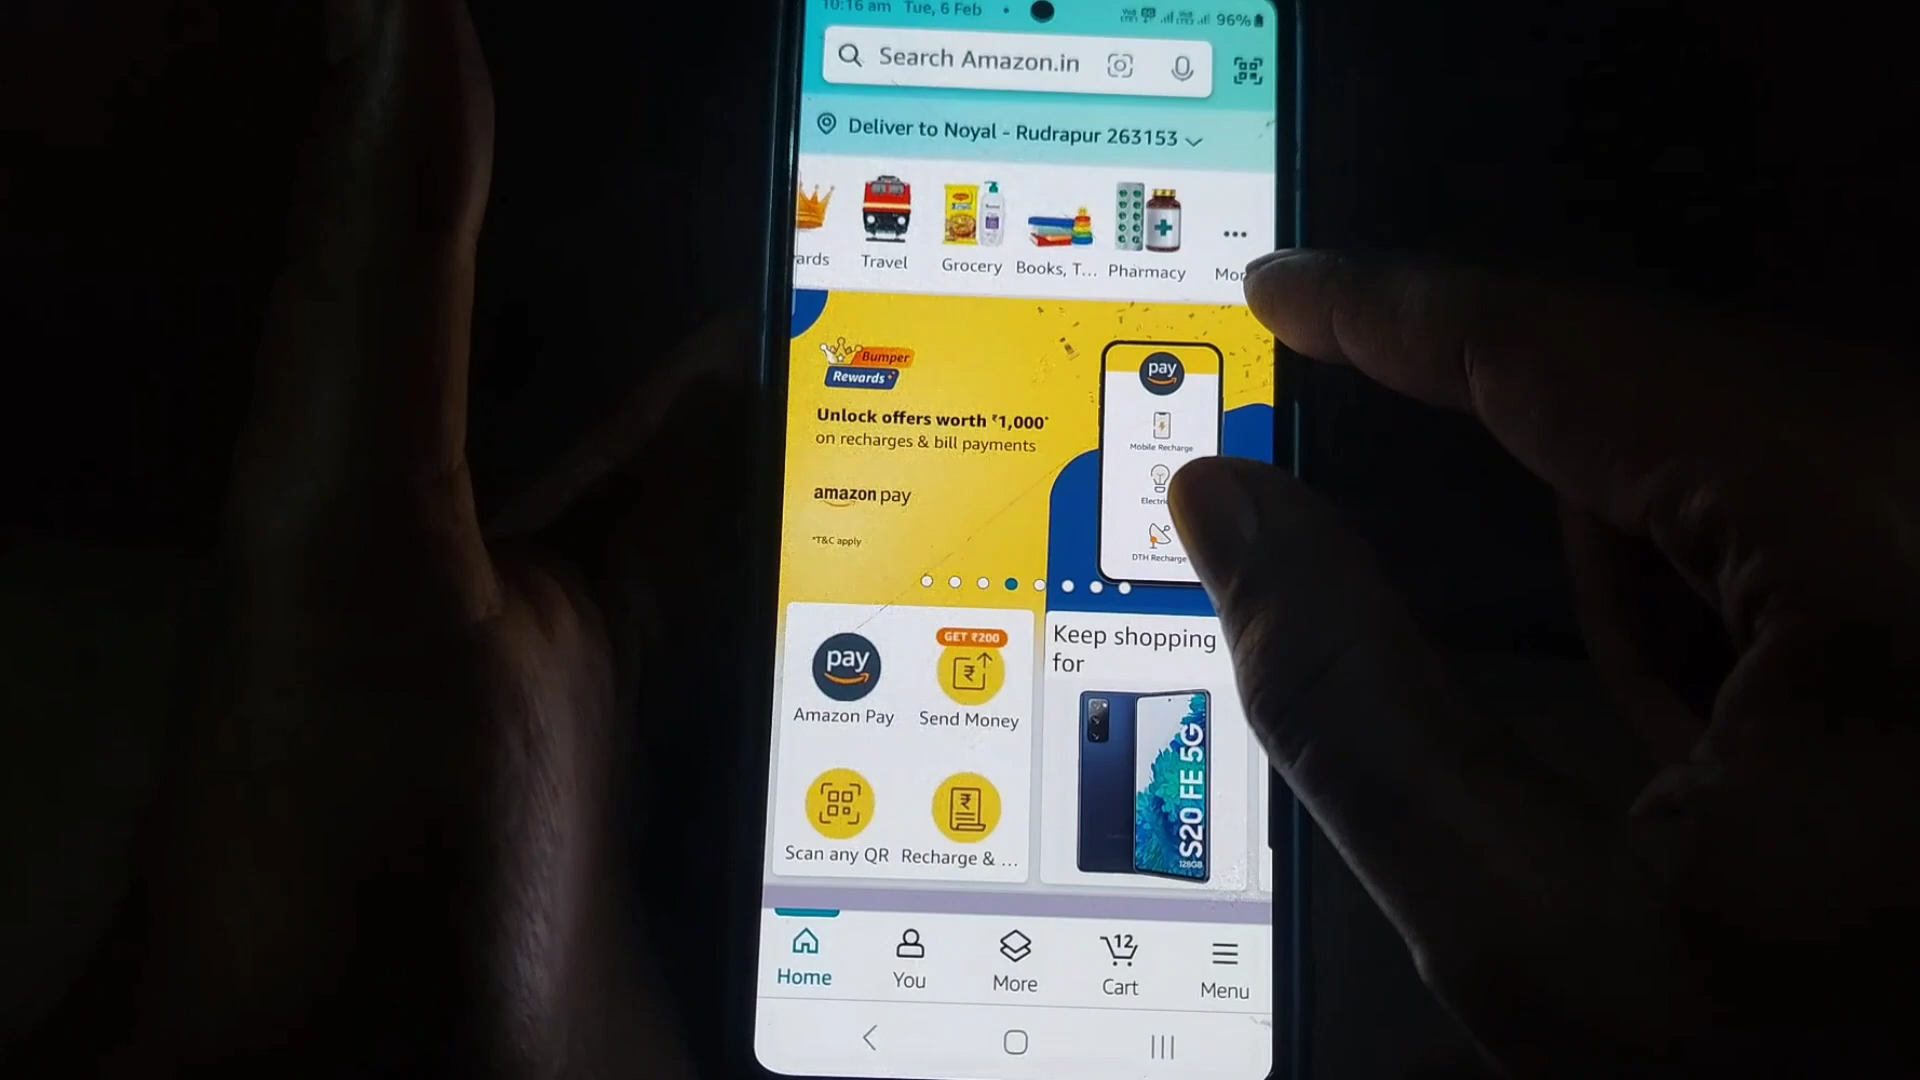 10:16 am Tue, 6 Feb
96%
Search Amazon.in
Deliver to Noyal - Rudrapur 263153
ards
Travel
Grocery
Books, T...
Pharmacy
Mor
Bumper
Rewards
Unlock offers worth ₹1,000*
on recharges & bill payments
amazon pay
*T&C apply
pay
Mobile Recharge
Electri
DTH Recharge
pay
Amazon Pay
GET ₹200
Send Money
Scan any QR
Recharge & ...
Keep shopping
for
S20 FE 5G
128GB
Home
You
More
12
Cart
Menu